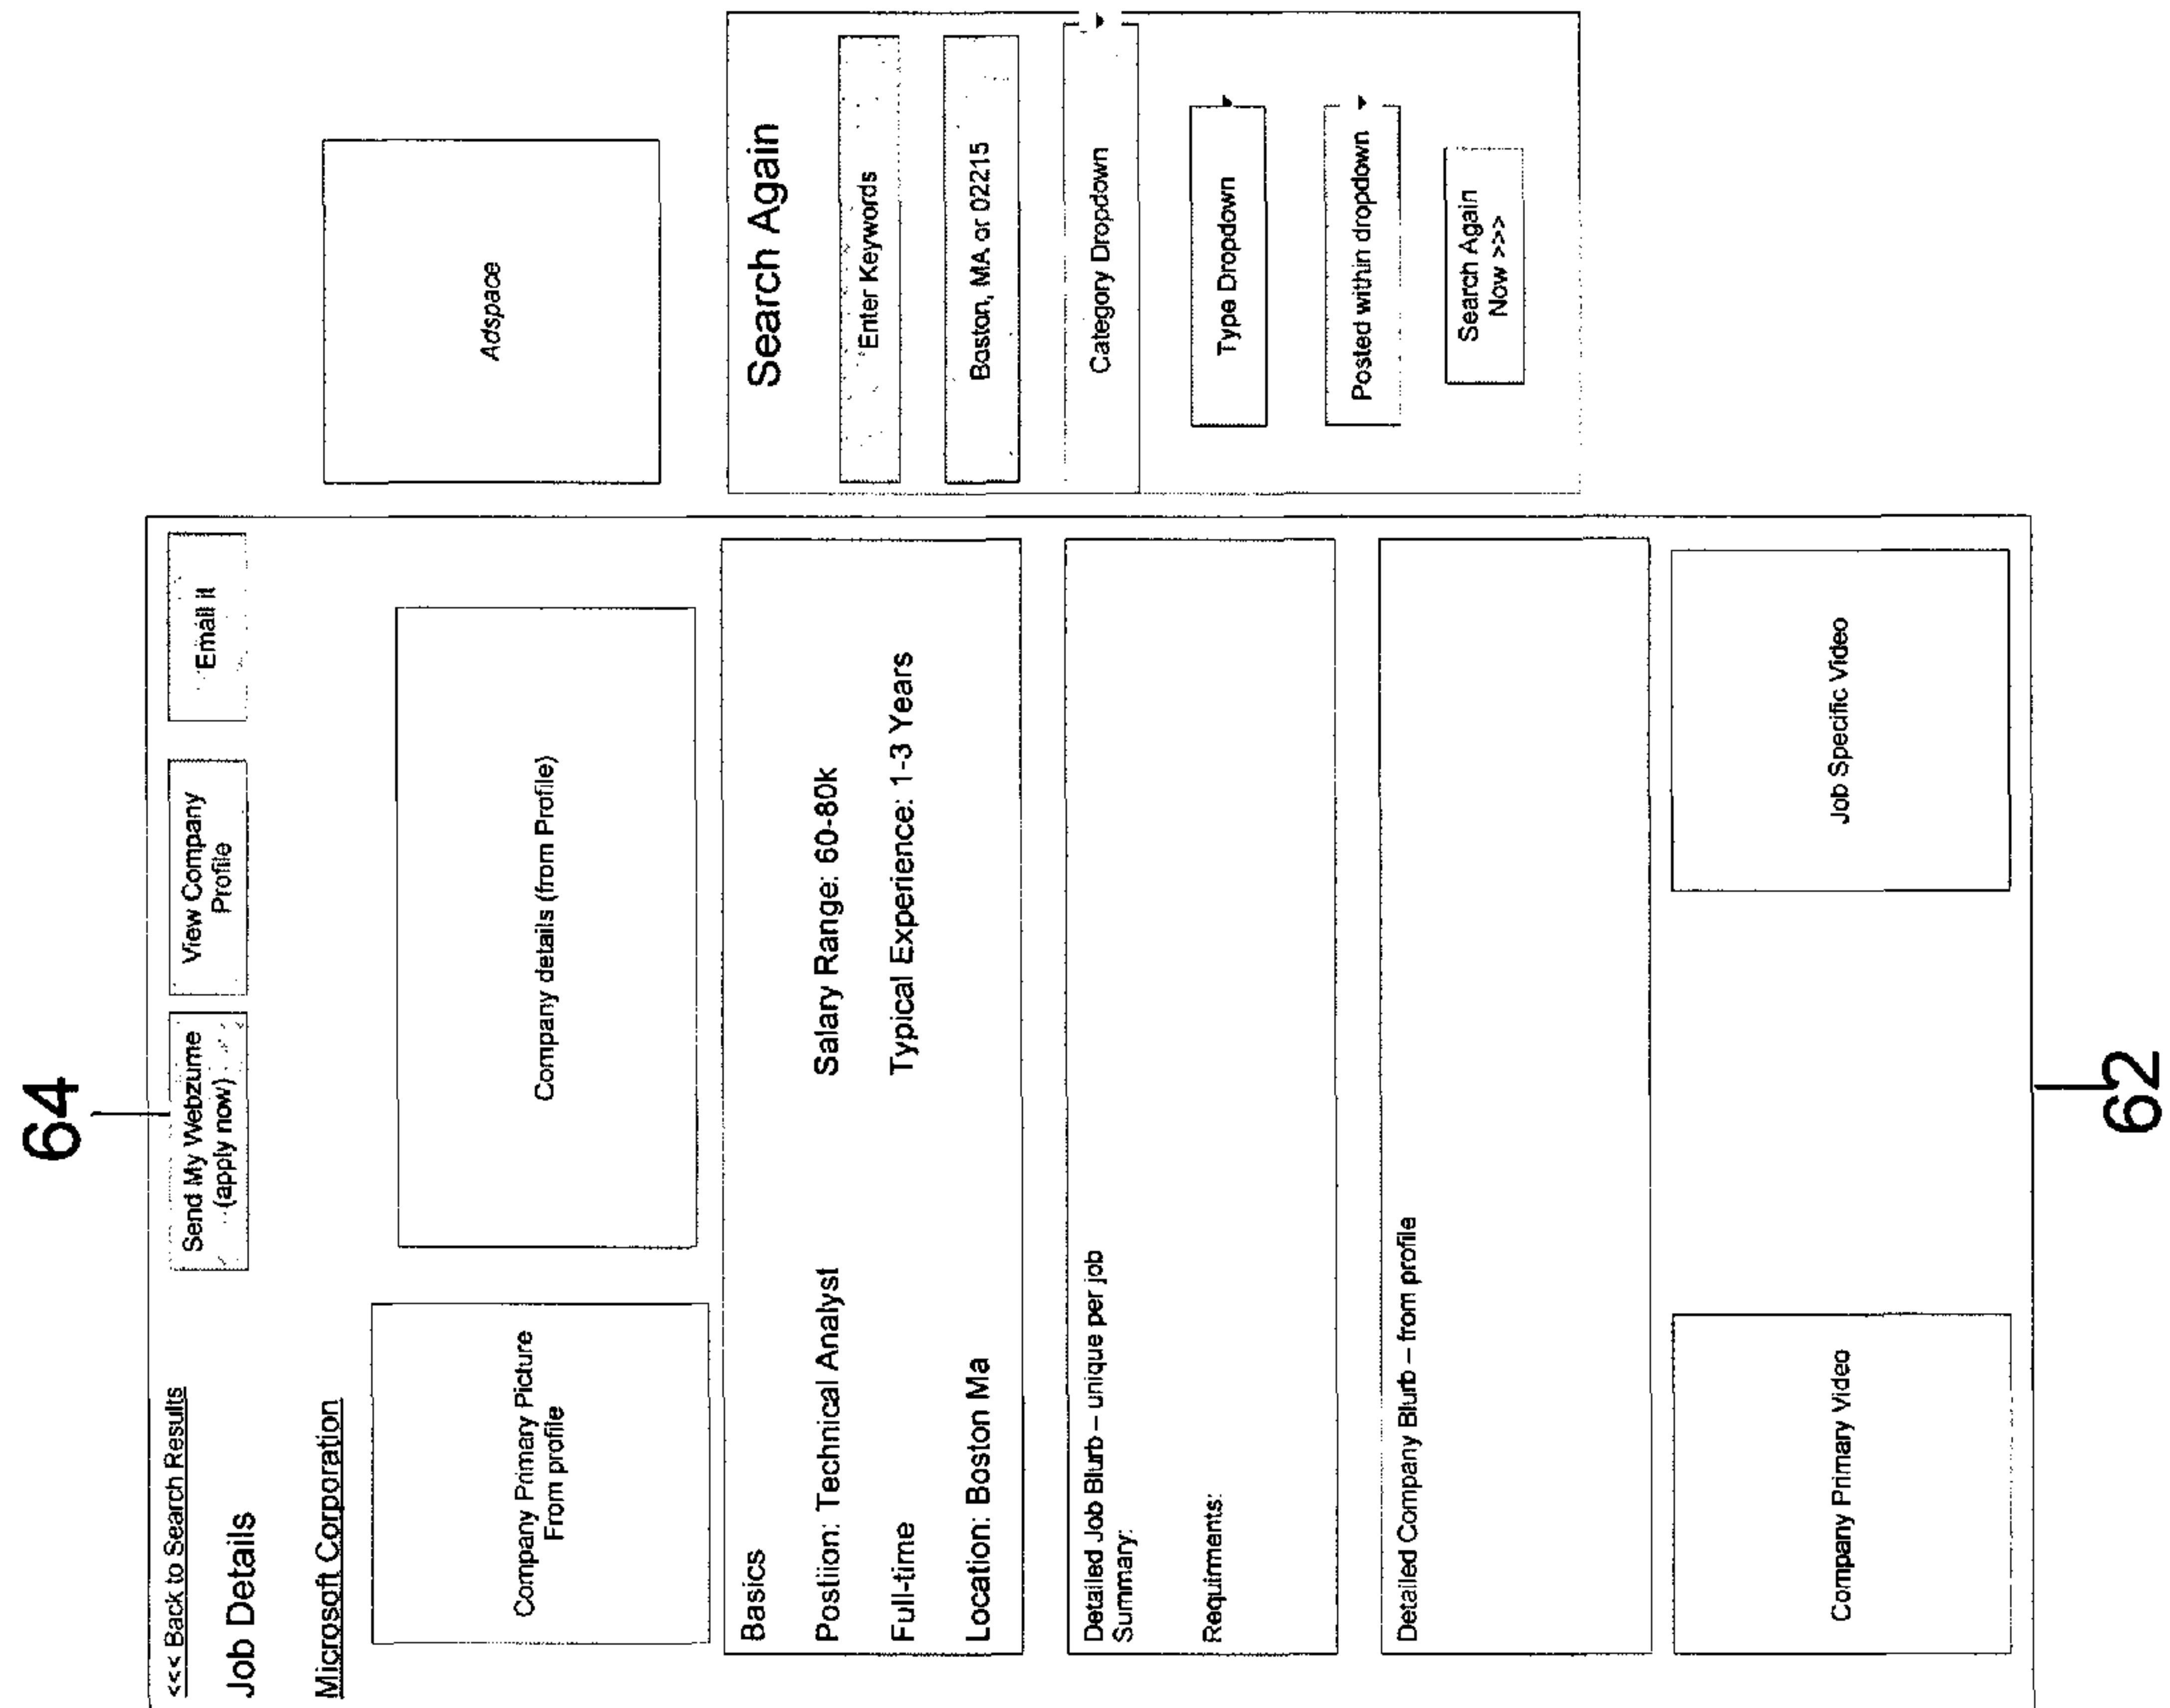 64
<<< Back to Search Results
Send My Webzume
(apply now)
View Company
Profile
Email it
Job Details
Microsoft Corporation
Company Primary Picture
From profile
Company details (from Profile)
Basics
Postiion: Technical Analyst
Salary Range: 60-80k
Full-time
Typical Experience: 1-3 Years
Location: Boston Ma
Detailed Job Blurb – unique per job
Summary:
Requirments:
Detailed Company Blurb – from profile
Company Primary Video
Job Specific Video
62
Adspace
Search Again
Enter Keywords
Boston, MA or 02215
Category Dropdown
Type Dropdown
Posted within dropdown
Search Again
Now >>>